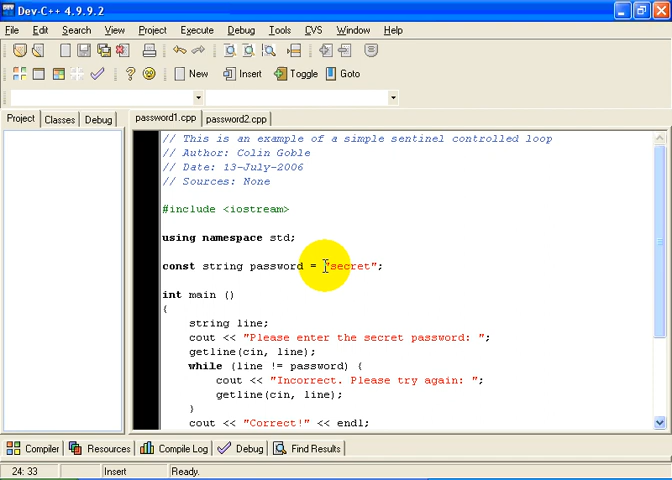 Dev-C++ 4.9.9.2
File Edit Search View Project Execute Debug Tools CVS Window Help
New Insert Toggle Goto
Project Classes Debug password1.cpp password2.cpp
// This is an example of a simple sentinel controlled loop
// Author: Colin Goble
// Date: 13-July-2006
// Sources: None
#include <iostream>
using namespace std;
const string password = "secret";
int main ()
{
string line;
cout << "Please enter the secret password: ";
getline(cin, line);
while (line != password) {
cout << "Incorrect. Please try again: ";
getline(cin, line);
}
cout << "Correct!" << endl;
Compiler Resources Compile Log Debug Find Results
24: 33 Insert Ready.